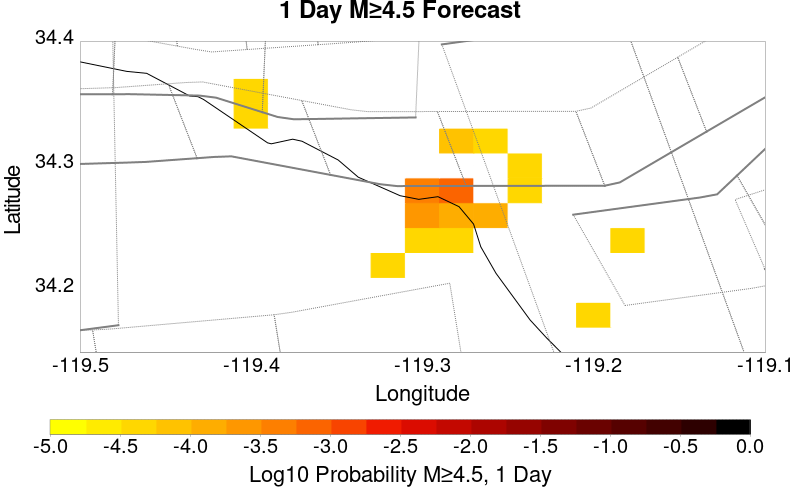 1 Day M≥4.5 Forecast
34.4
34.3
34.2
Latitude
-119.5 -119.4 -119.3 -119.2 -119.1
Longitude
-5.0 -4.5 -4.0 -3.5 -3.0 -2.5 -2.0 -1.5 -1.0 -0.5 0.0
Log10 Probability M≥4.5, 1 Day